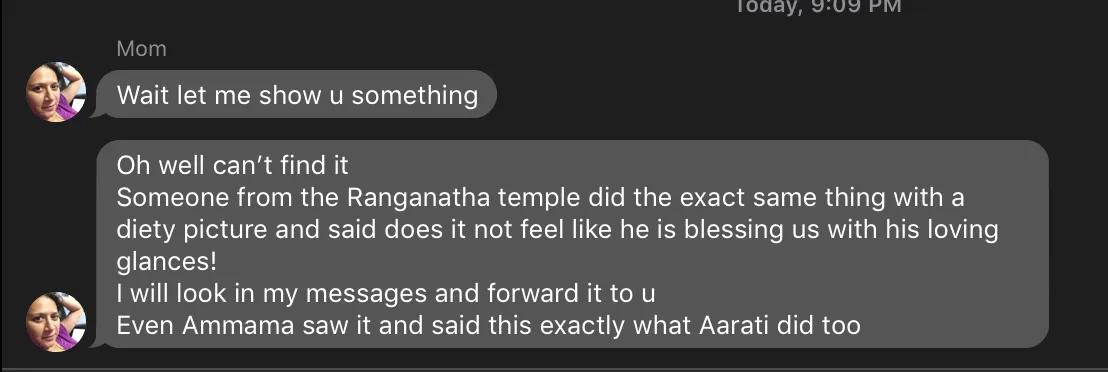 Today, 9:09 PM
Mom
Wait let me show u something
Oh well can't find it
Someone from the Ranganatha temple did the exact same thing with a
diety picture and said does it not feel like he is blessing us with his loving
glances!
I will look in my messages and forward it to u
Even Ammama saw it and said this exactly what Aarati did too